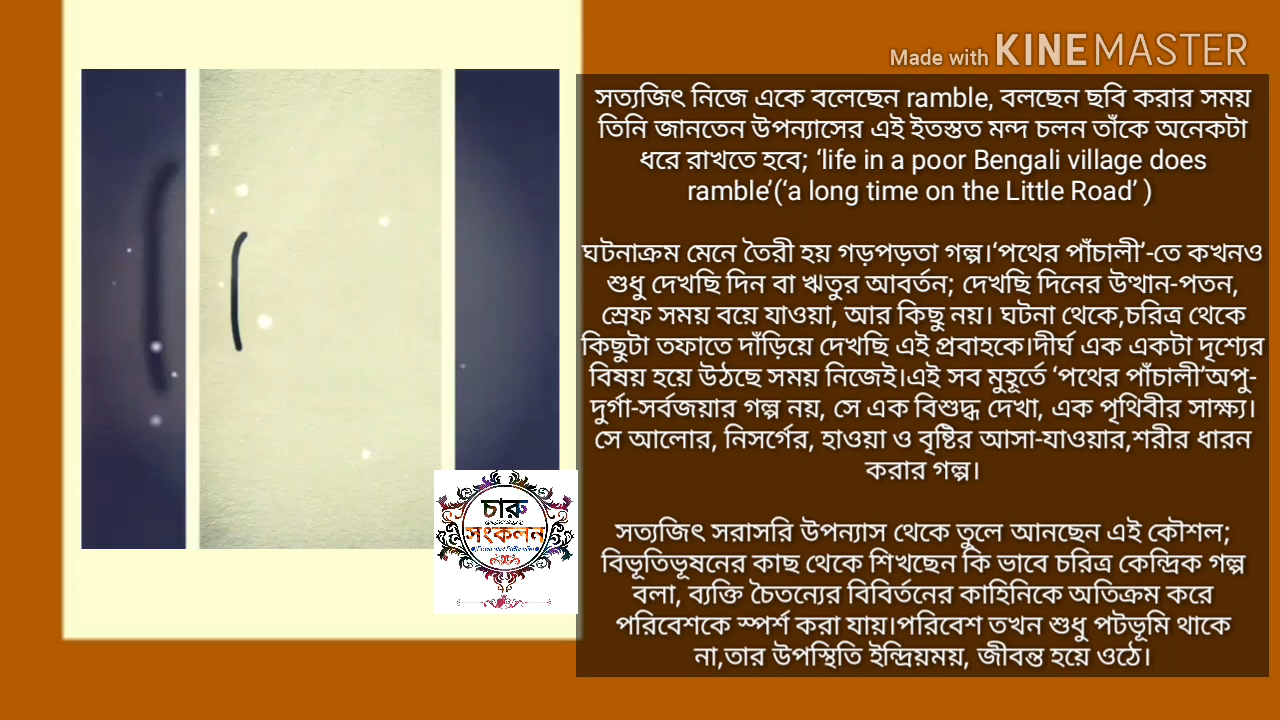 Made with KINEMASTER
সত্যজিৎ নিজে একে বলেছেন ramble, বলছেন ছবি করার সময়
তিনি জানতেন উপন্যাসের এই ইতস্তত মন্দ চলন তাঁকে অনেকটা
ধরে রাখতে হবে; ‘life in a poor Bengali village does
ramble’(‘a long time on the Little Road’ )
ঘটনাক্রম মেনে তৈরী হয় গড়পড়তা গল্প।‘পথের পাঁচালী’-তে কখনও
শুধু দেখছি দিন বা ঋতুর আবর্তন; দেখছি দিনের উত্থান-পতন,
স্রেফ সময় বয়ে যাওয়া, আর কিছু নয়। ঘটনা থেকে,চরিত্র থেকে
কিছুটা তফাতে দাঁড়িয়ে দেখছি এই প্রবাহকে।দীর্ঘ এক একটা দৃশ্যের
বিষয় হয়ে উঠছে সময় নিজেই।এই সব মুহূর্তে ‘পথের পাঁচালী’অপু-
দুর্গা-সর্বজয়ার গল্প নয়, সে এক বিশুদ্ধ দেখা, এক পৃথিবীর সাক্ষ্য।
সে আলোর, নিসর্গের, হাওয়া ও বৃষ্টির আসা-যাওয়ার,শরীর ধারন
করার গল্প।
সত্যজিৎ সরাসরি উপন্যাস থেকে তুলে আনছেন এই কৌশল;
বিভূতিভূষনের কাছ থেকে শিখছেন কি ভাবে চরিত্র কেন্দ্রিক গল্প
বলা, ব্যক্তি চৈতন্যের বিবির্তনের কাহিনিকে অতিক্রম করে
পরিবেশকে স্পর্শ করা যায়।পরিবেশ তখন শুধু পটভূমি থাকে
না,তার উপস্থিতি ইন্দ্রিয়ময়, জীবন্ত হয়ে ওঠে।
চারু
সংকলন